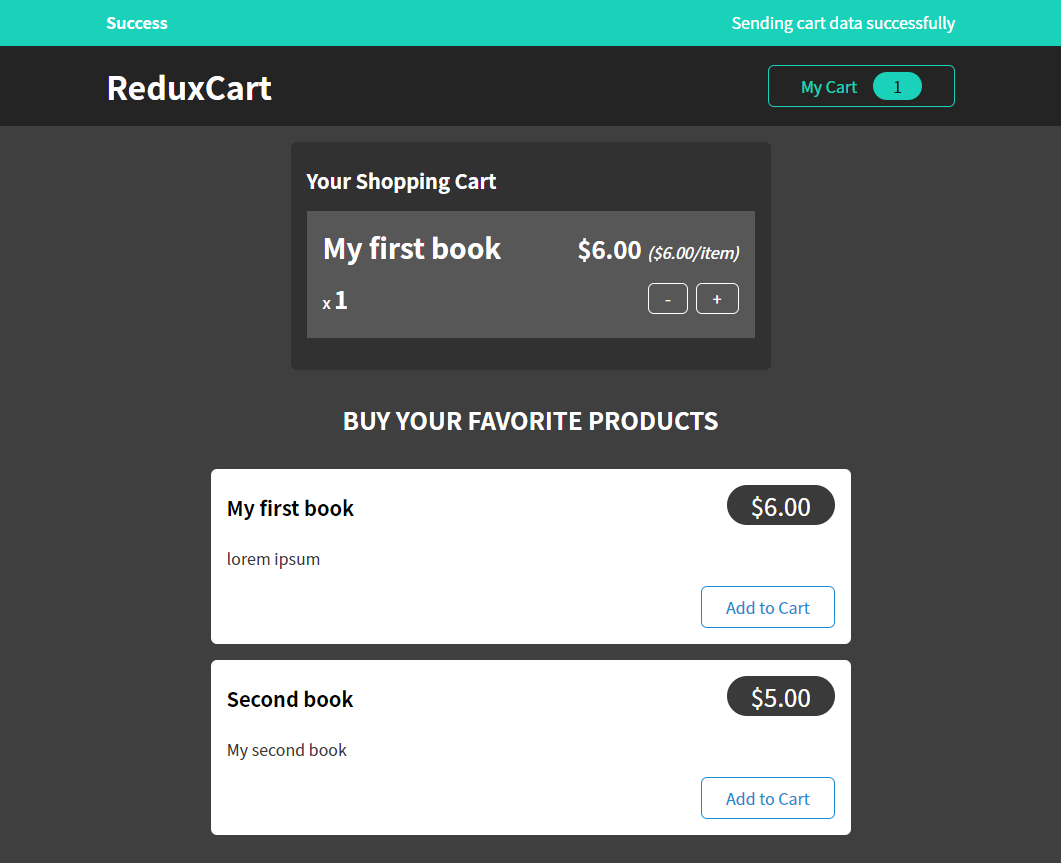 Success Sending cart data successfully
ReduxCart My Cart 1
Your Shopping Cart
My first book $6.00 ($6.00/item)
x 1 - +
BUY YOUR FAVORITE PRODUCTS
My first book $6.00
lorem ipsum
Add to Cart
Second book $5.00
My second book
Add to Cart